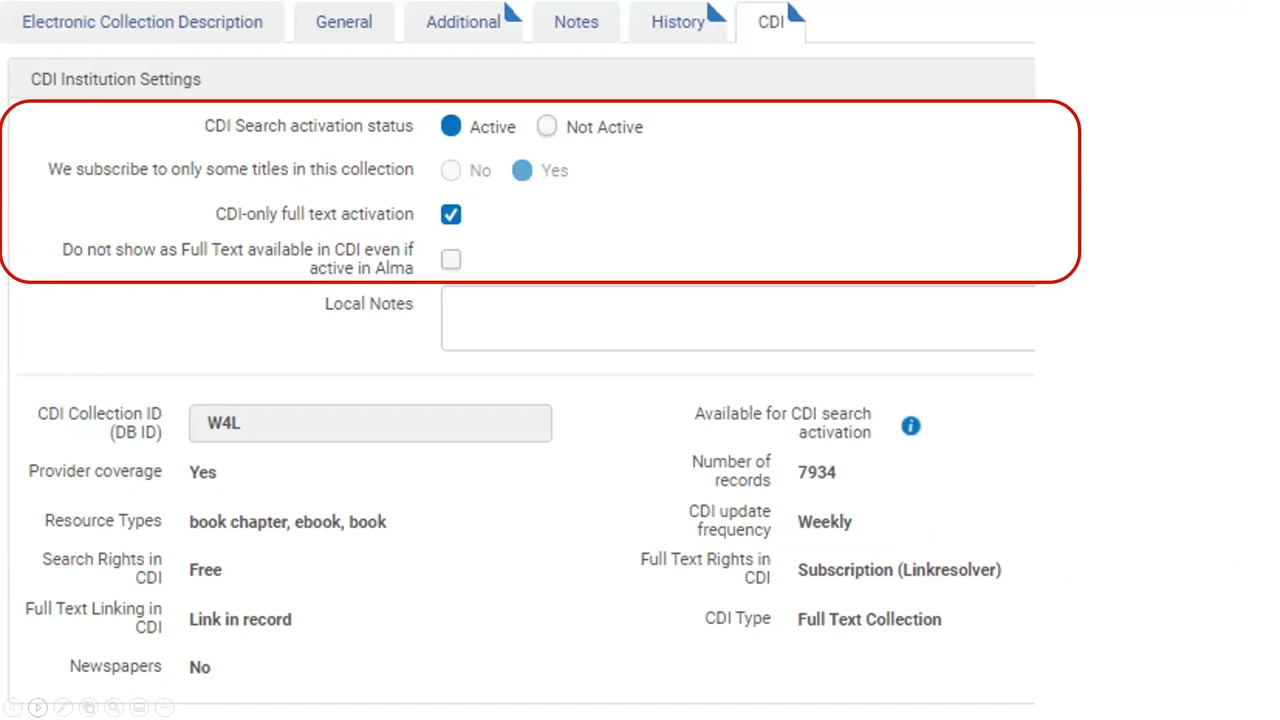 Electronic Collection Description General Additional Notes History CDI
CDI Institution Settings
CDI Search activation status Active Not Active
We subscribe to only some titles in this collection No Yes
CDI-only full text activation
Do not show as Full Text available in CDI even if
active in Alma
Local Notes
CDI Collection ID
(DB ID)
W4L
Available for CDI search
activation
Provider coverage Yes
Number of
records
7934
Resource Types book chapter, ebook, book
CDI update
frequency
Weekly
Search Rights in
CDI
Free
Full Text Rights in
CDI
Subscription (Linkresolver)
Full Text Linking in
CDI
Link in record
CDI Type Full Text Collection
Newspapers No